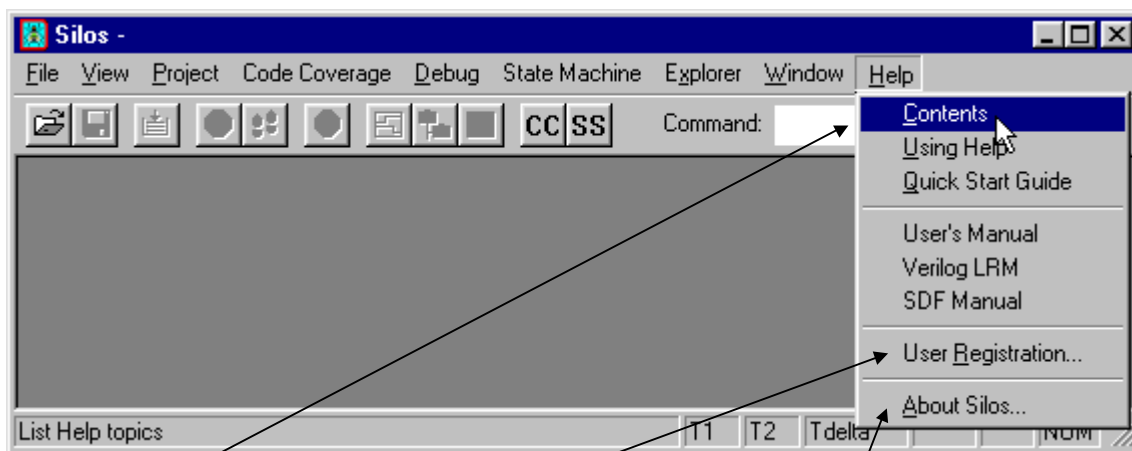 Silos -
File View Project Code Coverage Debug State Machine Explorer Window Help
CC SS Command:
Contents
Using Help
Quick Start Guide
User's Manual
Verilog LRM
SDF Manual
User Registration...
About Silos...
List Help topics T1 T2 Tdelta NUM